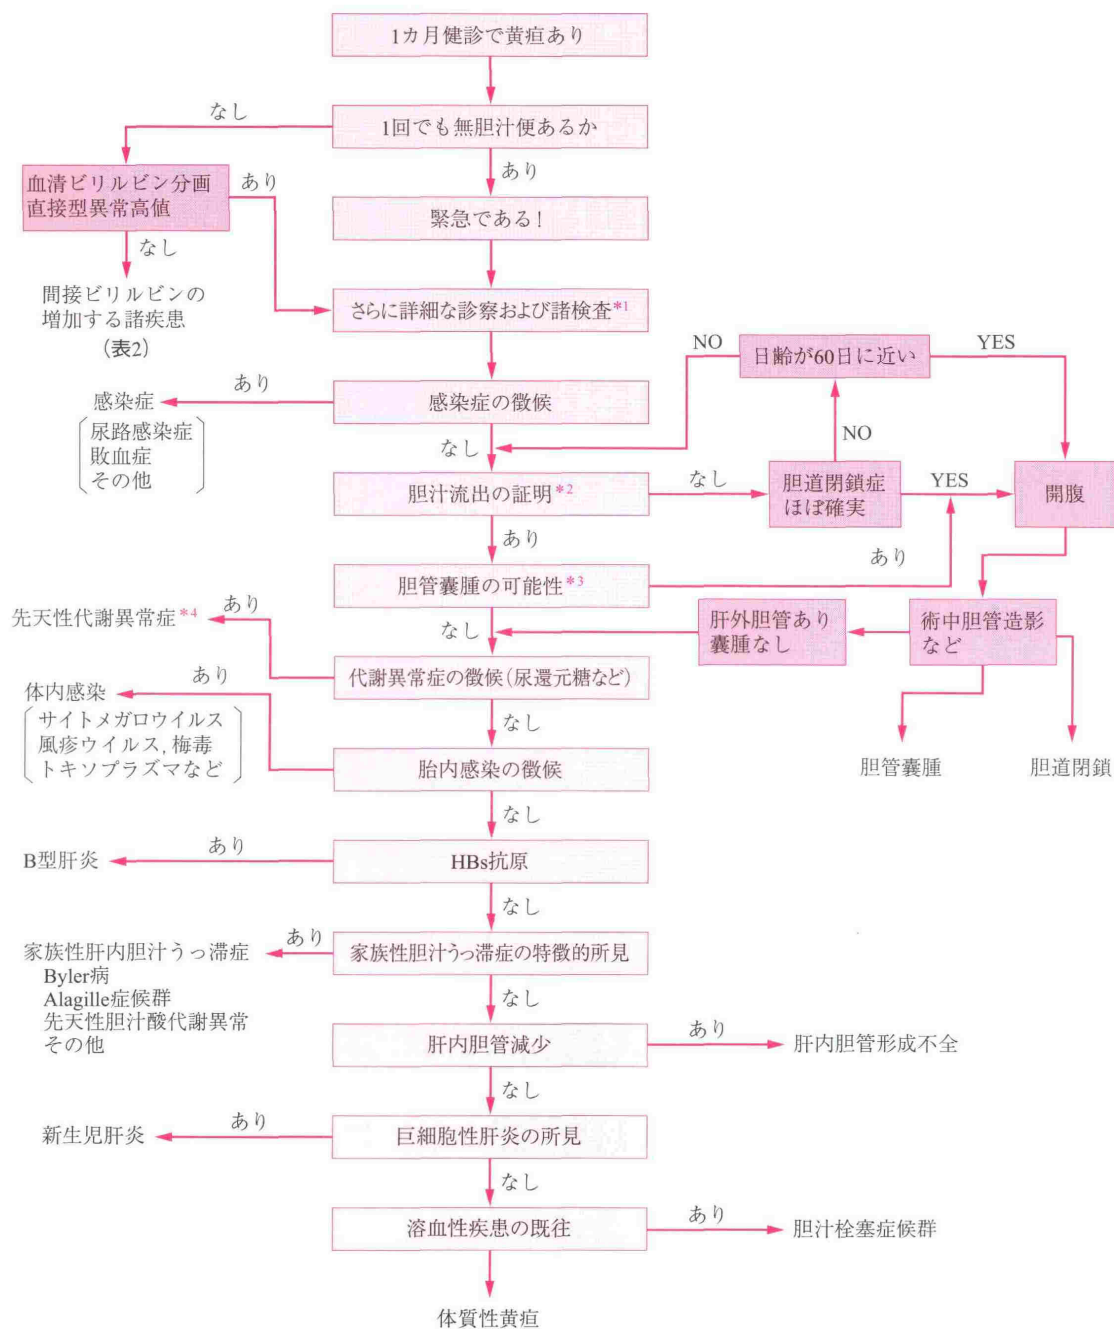 1カ月健診で黄疸あり
なし
1回でも無胆汁便あるか
あり
血清ビリルビン分画
直接型異常高値
あり
緊急である!
なし
間接ビリルビンの
増加する諸疾患
(表2)
さらに詳細な診察および諸検査*1
NO
日齢が60日に近い
YES
あり
感染症
尿路感染症
敗血症
その他
感染症の徴候
なし
NO
胆汁流出の証明*2
なし
胆道閉鎖症
ほぼ確実
YES
開腹
あり
あり
胆管嚢腫の可能性*3
先天性代謝異常症*4
あり
なし
肝外胆管あり
嚢腫なし
術中胆管造影
など
代謝異常症の徴候(尿還元糖など)
体内感染
あり
サイトメガロウイルス
風疹ウイルス, 梅毒
トキソプラズマなど
なし
胆管嚢腫
胆道閉鎖
胎内感染の徴候
なし
B型肝炎
あり
HBs抗原
なし
家族性肝内胆汁うっ滞症
Byler病
Alagille症候群
先天性胆汁酸代謝異常
その他
あり
家族性胆汁うっ滞症の特徴的所見
なし
肝内胆管減少
あり
肝内胆管形成不全
なし
新生児肝炎
あり
巨細胞性肝炎の所見
なし
溶血性疾患の既往
あり
胆汁栓塞症候群
体質性黄疸